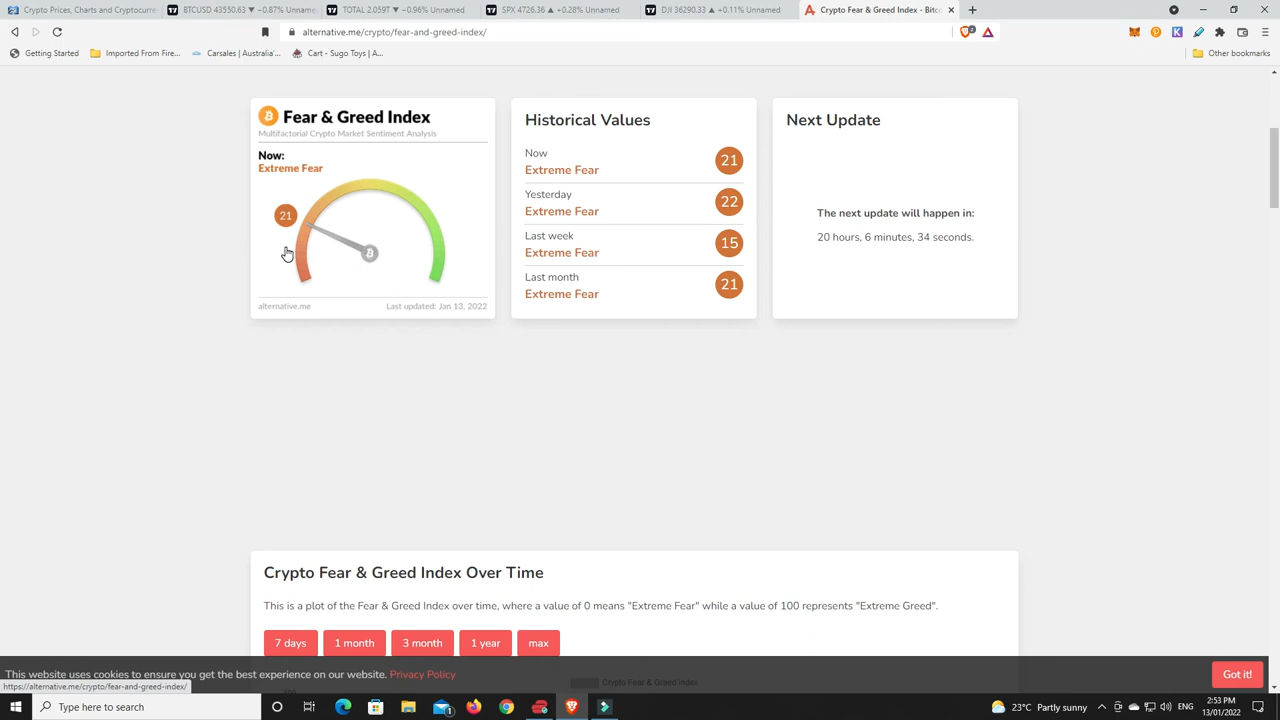 Crypto Prices, Charts and Cryptocurre
BTCUSD 43550.63 ▼ −0.87% Unname
TOTAL 2.059T ▼ −0.96% Unnamed
SPX 4726.36 ▲ +0.28% Unnamed
DJI 36290.33 ▲ +0.11% Unnamed
Crypto Fear & Greed Index - Bitco
alternative.me/crypto/fear-and-greed-index/
Getting Started
Imported From Fire...
Carsales | Australia'...
Cart - Sugo Toys | A...
Other bookmarks
Fear & Greed Index
Multifactorial Crypto Market Sentiment Analysis
Now:
Extreme Fear
21
alternative.me
Last updated: Jan 13, 2022
Historical Values
Now
Extreme Fear
21
Yesterday
Extreme Fear
22
Last week
Extreme Fear
15
Last month
Extreme Fear
21
Next Update
The next update will happen in:
20 hours, 6 minutes, 34 seconds.
Crypto Fear & Greed Index Over Time
This is a plot of the Fear & Greed Index over time, where a value of 0 means "Extreme Fear" while a value of 100 represents "Extreme Greed".
7 days
1 month
3 month
1 year
max
Crypto Fear & Greed Index
This website uses cookies to ensure you get the best experience on our website. Privacy Policy
Got it!
https://alternative.me/crypto/fear-and-greed-index/
Type here to search
23°C Partly sunny
2:53 PM
13/01/2022